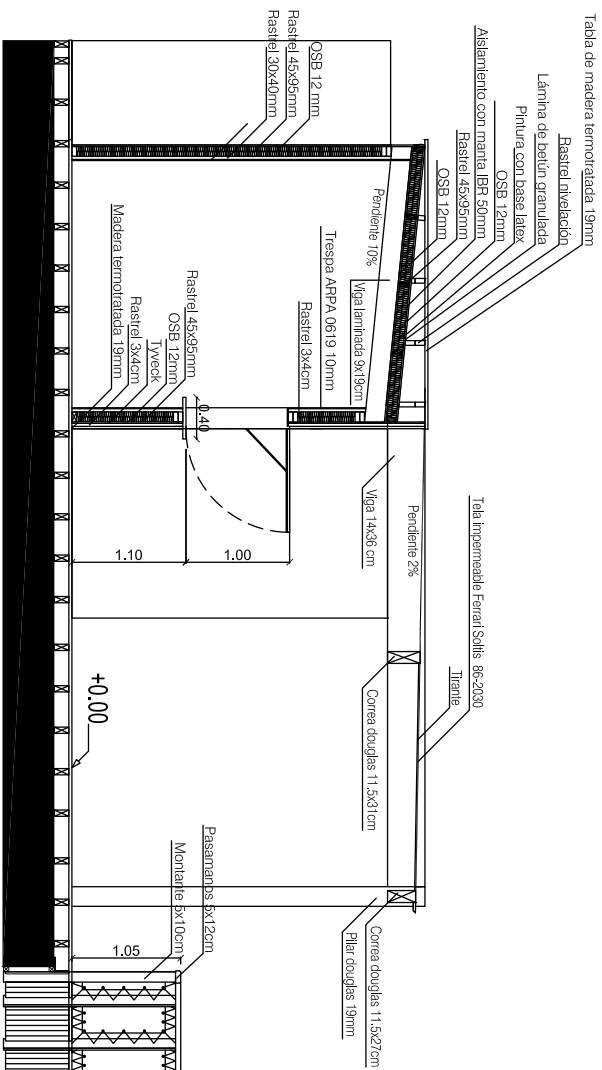 Tabla de madera termotratada 19mm
Rastrel nivelación
Lámina de betún granulada
Pintura con base latex
OSB 12mm
Aislamiento con manta IBR 50mm
Rastrel 45x95mm
OSB 12mm
OSB 12 mm
Rastrel 45x95mm
Rastrel 30x40mm
Pendiente 10%
Viga laminada 9x19cm
Trespa ARPA 0619 10mm
Rastrel 3x4cm
Rastrel 45x95mm
OSB 12mm
Tyveck
Rastrel 3x4cm
Madera termotratada 19mm
0.40
1.10
1.00
Viga 14x36 cm
Pendiente 2%
Tela impermeable Ferrari Soltis 86-2030
Tirante
Correa douglas 11.5x31cm
+0.00
Correa douglas 11.5x27cm
Pilar douglas 19mm
Pasamanos 5x12cm
Montante 5x10cm
1.05